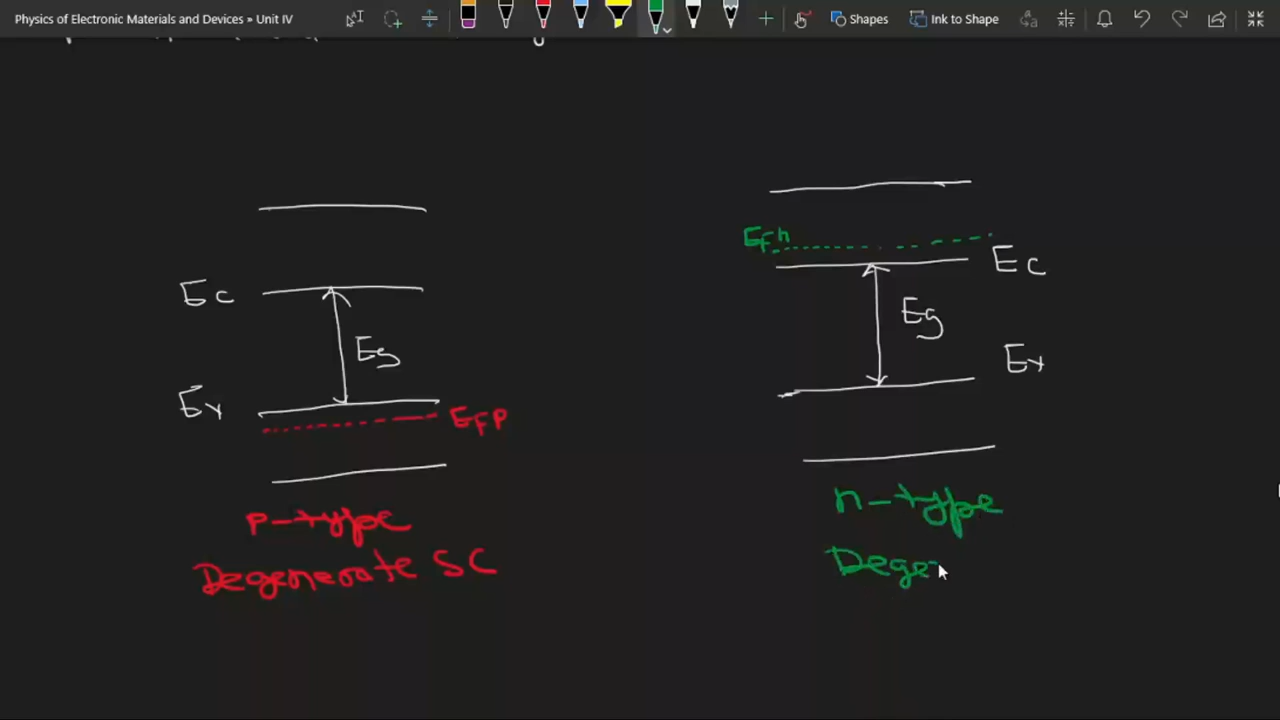 Physics of Electronic Materials and Devices » Unit IV
Shapes
Ink to Shape
EFn
Ec
Ec
Eg
Eg
Ev
Ev
EFP
P-type
n-type
Degenerate SC
Dege